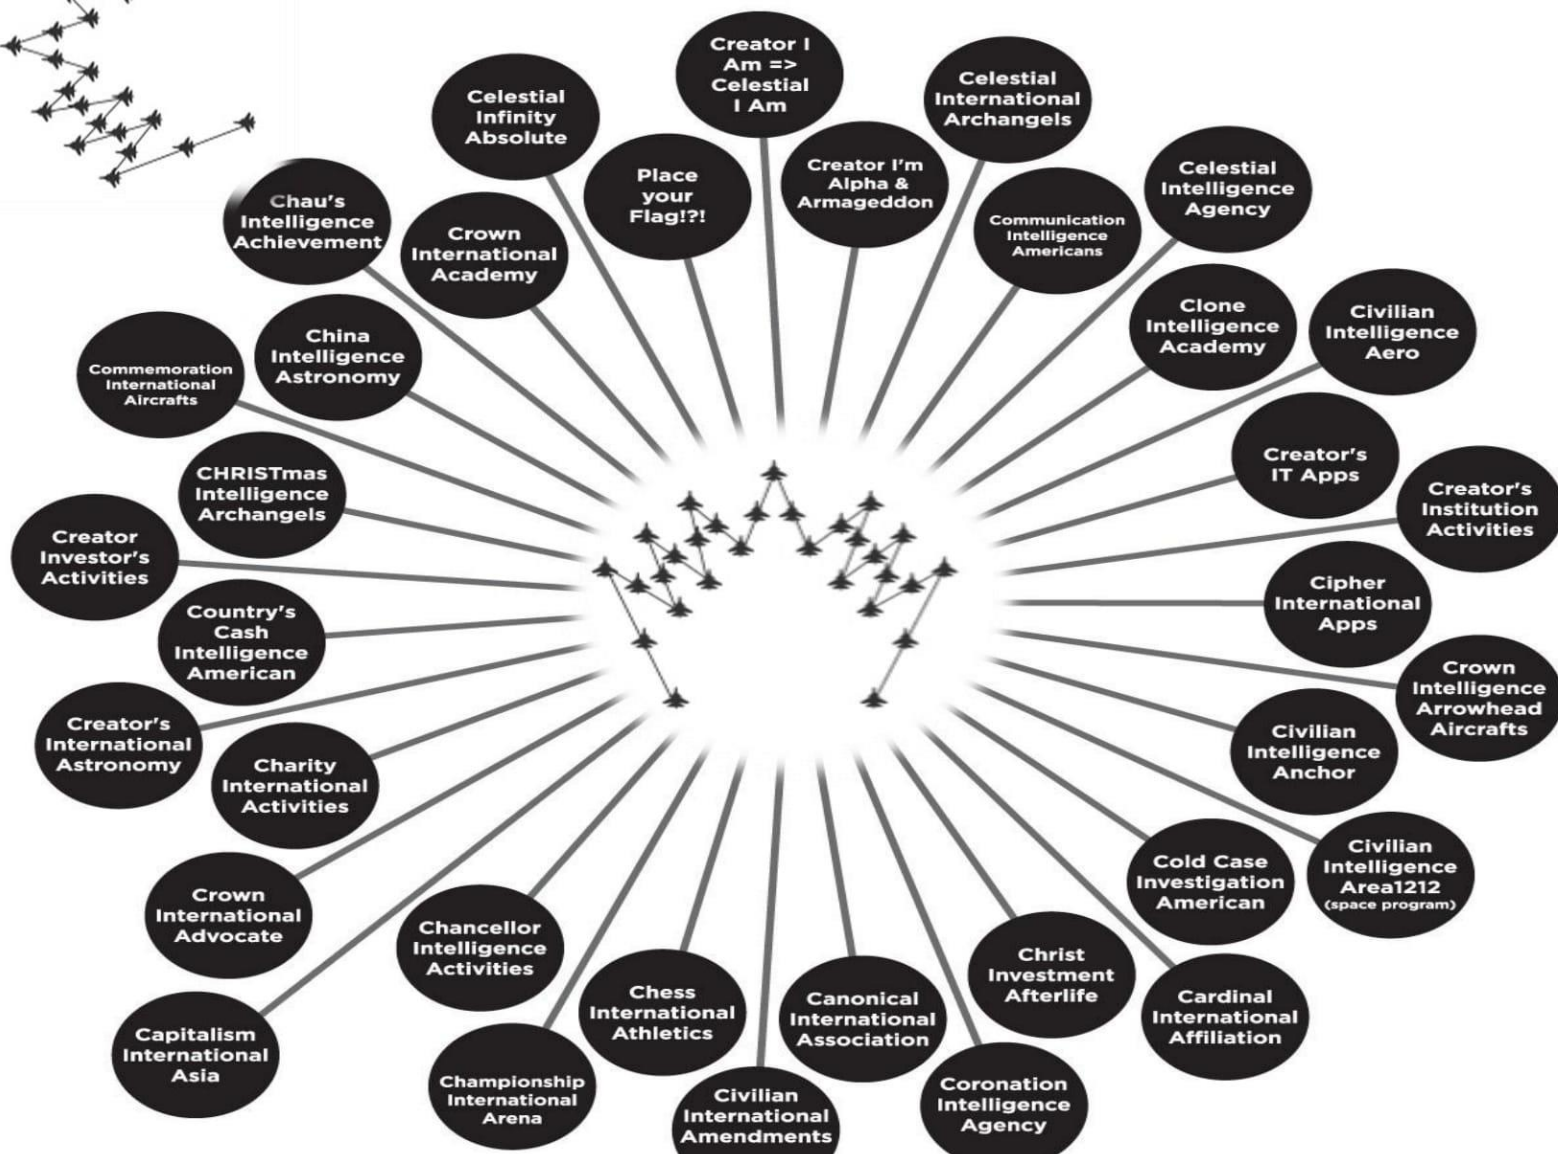 Creator I
Am =>
Celestial
I Am
Celestial
International
Archangels
Celestial
Infinity
Absolute
Place
your
Flag!?!
Creator I'm
Alpha &
Armageddon
Communication
Intelligence
Americans
Celestial
Intelligence
Agency
Chau's
Intelligence
Achievement
Crown
International
Academy
Clone
Intelligence
Academy
Civilian
Intelligence
Aero
China
Intelligence
Astronomy
Commemoration
International
Aircrafts
Creator's
IT Apps
CHRISTmas
Intelligence
Archangels
Creator's
Institution
Activities
Creator
Investor's
Activities
Cipher
International
Apps
Country's
Cash
Intelligence
American
Crown
Intelligence
Arrowhead
Aircrafts
Creator's
International
Astronomy
Civilian
Intelligence
Anchor
Charity
International
Activities
Cold Case
Investigation
American
Civilian
Intelligence
Area1212
(space program)
Crown
International
Advocate
Chancellor
Intelligence
Activities
Christ
Investment
Afterlife
Chess
International
Athletics
Canonical
International
Association
Cardinal
International
Affiliation
Capitalism
International
Asia
Championship
International
Arena
Civilian
International
Amendments
Coronation
Intelligence
Agency